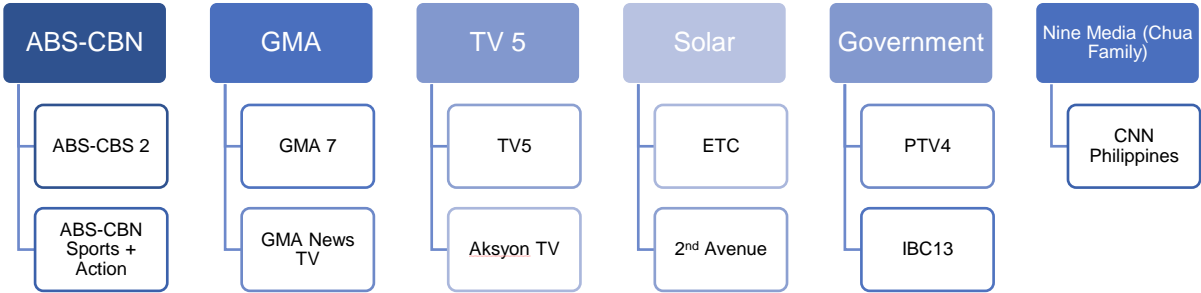 ABS-CBN
GMA
TV 5
Solar
Government
Nine Media (Chua
Family)
ABS-CBS 2
GMA 7
TV5
ETC
PTV4
CNN
Philippines
ABS-CBN
Sports +
Action
GMA News
TV
Aksyon TV
2nd Avenue
IBC13